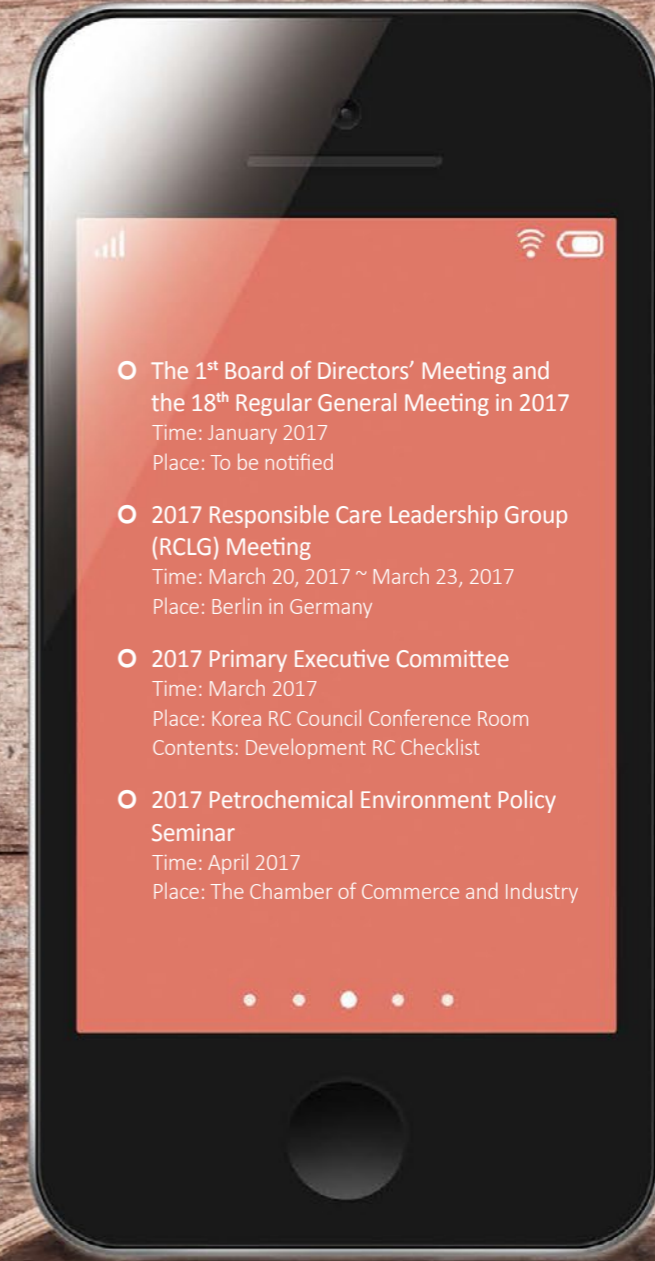 The 1st Board of Directors' Meeting and
the 18th Regular General Meeting in 2017
Time: January 2017
Place: To be notified
2017 Responsible Care Leadership Group
(RCLG) Meeting
Time: March 20, 2017 ~ March 23, 2017
Place: Berlin in Germany
2017 Primary Executive Committee
Time: March 2017
Place: Korea RC Council Conference Room
Contents: Development RC Checklist
2017 Petrochemical Environment Policy
Seminar
Time: April 2017
Place: The Chamber of Commerce and Industry